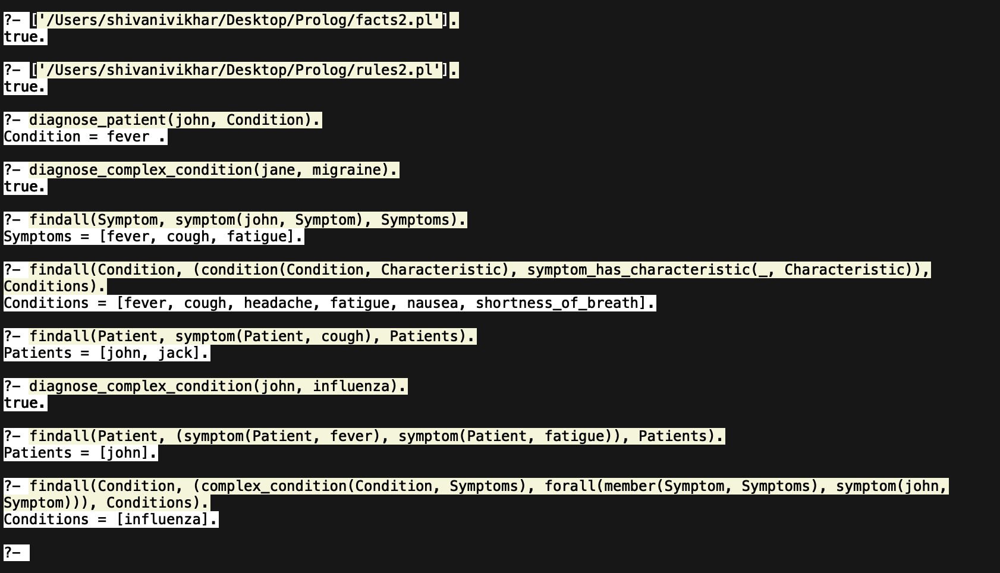 ?- ['/Users/shivanivikhar/Desktop/Prolog/facts2.pl'].
true.
?- ['/Users/shivanivikhar/Desktop/Prolog/rules2.pl'].
true.
?- diagnose_patient(john, Condition).
Condition = fever .
?- diagnose_complex_condition(jane, migraine).
true.
?- findall(Symptom, symptom(john, Symptom), Symptoms).
Symptoms = [fever, cough, fatigue].
?- findall(Condition, (condition(Condition, Characteristic), symptom_has_characteristic(_, Characteristic)),
Conditions).
Conditions = [fever, cough, headache, fatigue, nausea, shortness_of_breath].
?- findall(Patient, symptom(Patient, cough), Patients).
Patients = [john, jack].
?- diagnose_complex_condition(john, influenza).
true.
?- findall(Patient, (symptom(Patient, fever), symptom(Patient, fatigue)), Patients).
Patients = [john].
?- findall(Condition, (complex_condition(Condition, Symptoms), forall(member(Symptom, Symptoms), symptom(john,
Symptom))), Conditions).
Conditions = [influenza].
?-